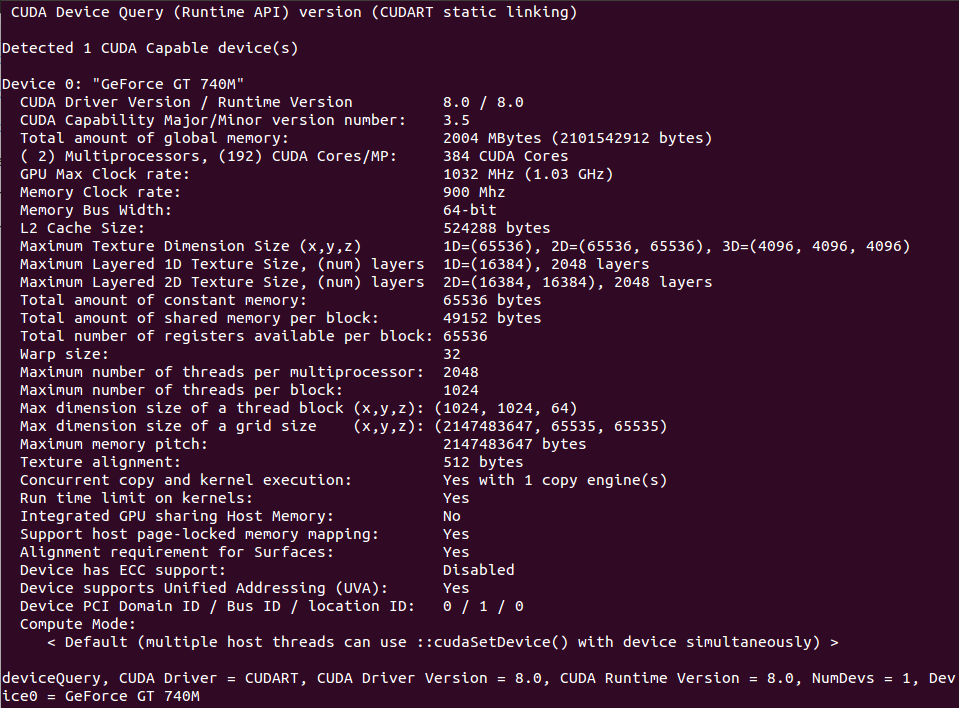 CUDA Device Query (Runtime API) version (CUDART static linking)
Detected 1 CUDA Capable device(s)
Device 0: "GeForce GT 740M"
CUDA Driver Version / Runtime Version 8.0 / 8.0
CUDA Capability Major/Minor version number: 3.5
Total amount of global memory: 2004 MBytes (2101542912 bytes)
( 2) Multiprocessors, (192) CUDA Cores/MP: 384 CUDA Cores
GPU Max Clock rate: 1032 MHz (1.03 GHz)
Memory Clock rate: 900 Mhz
Memory Bus Width: 64-bit
L2 Cache Size: 524288 bytes
Maximum Texture Dimension Size (x,y,z) 1D=(65536), 2D=(65536, 65536), 3D=(4096, 4096, 4096)
Maximum Layered 1D Texture Size, (num) layers 1D=(16384), 2048 layers
Maximum Layered 2D Texture Size, (num) layers 2D=(16384, 16384), 2048 layers
Total amount of constant memory: 65536 bytes
Total amount of shared memory per block: 49152 bytes
Total number of registers available per block: 65536
Warp size: 32
Maximum number of threads per multiprocessor: 2048
Maximum number of threads per block: 1024
Max dimension size of a thread block (x,y,z): (1024, 1024, 64)
Max dimension size of a grid size (x,y,z): (2147483647, 65535, 65535)
Maximum memory pitch: 2147483647 bytes
Texture alignment: 512 bytes
Concurrent copy and kernel execution: Yes with 1 copy engine(s)
Run time limit on kernels: Yes
Integrated GPU sharing Host Memory: No
Support host page-locked memory mapping: Yes
Alignment requirement for Surfaces: Yes
Device has ECC support: Disabled
Device supports Unified Addressing (UVA): Yes
Device PCI Domain ID / Bus ID / location ID: 0 / 1 / 0
Compute Mode:
< Default (multiple host threads can use ::cudaSetDevice() with device simultaneously) >
deviceQuery, CUDA Driver = CUDART, CUDA Driver Version = 8.0, CUDA Runtime Version = 8.0, NumDevs = 1, Dev
ice0 = GeForce GT 740M